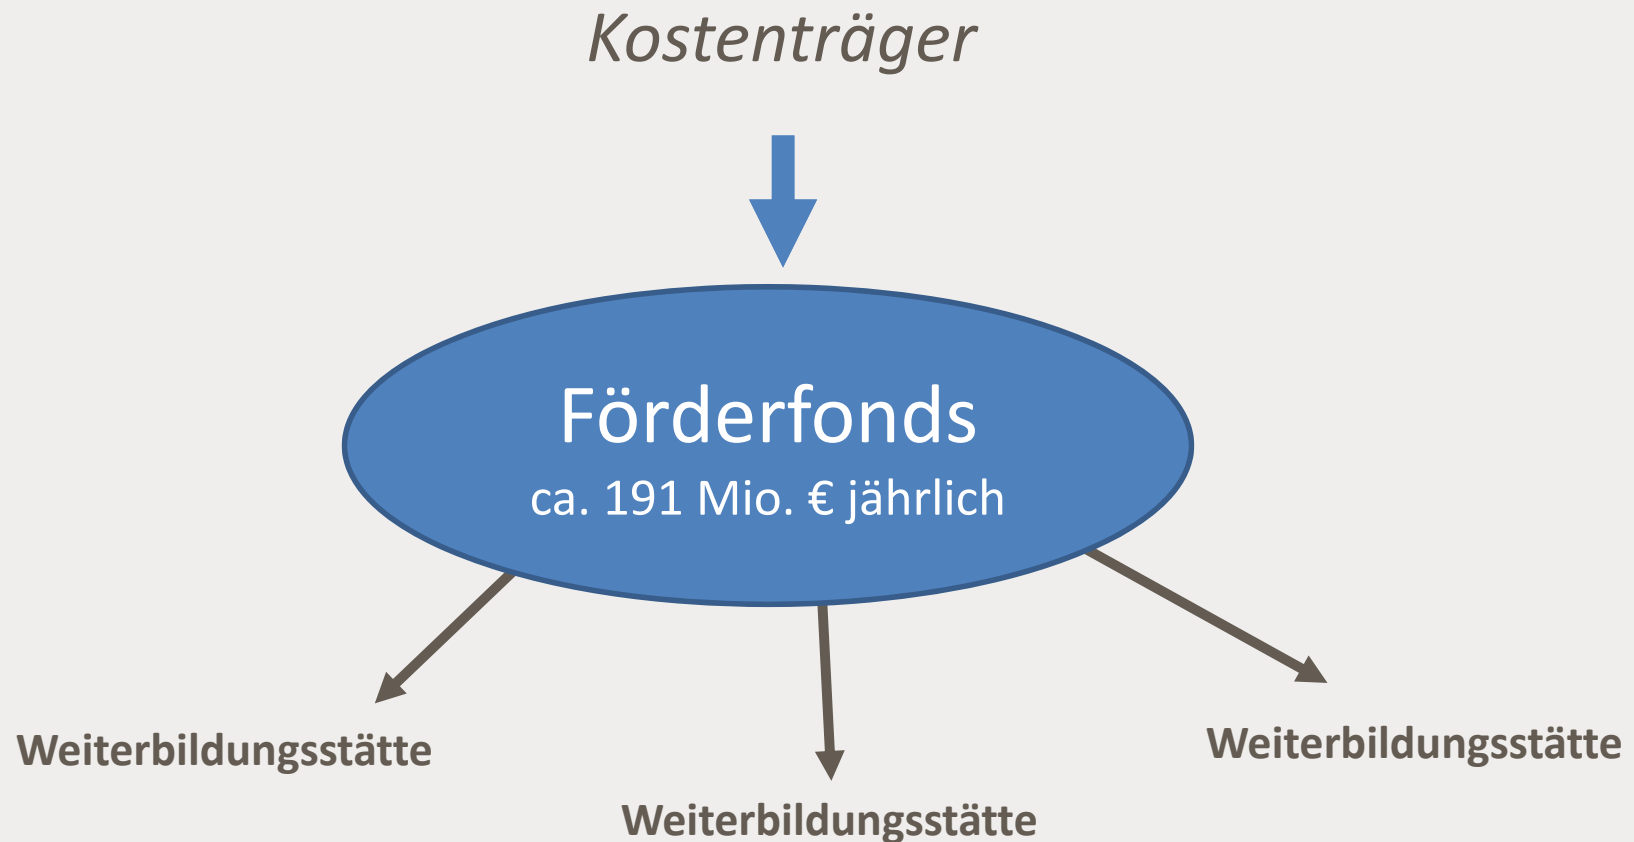 Kostenträger
Förderfonds
ca. 191 Mio. € jährlich
Weiterbildungsstätte
Weiterbildungsstätte
Weiterbildungsstätte